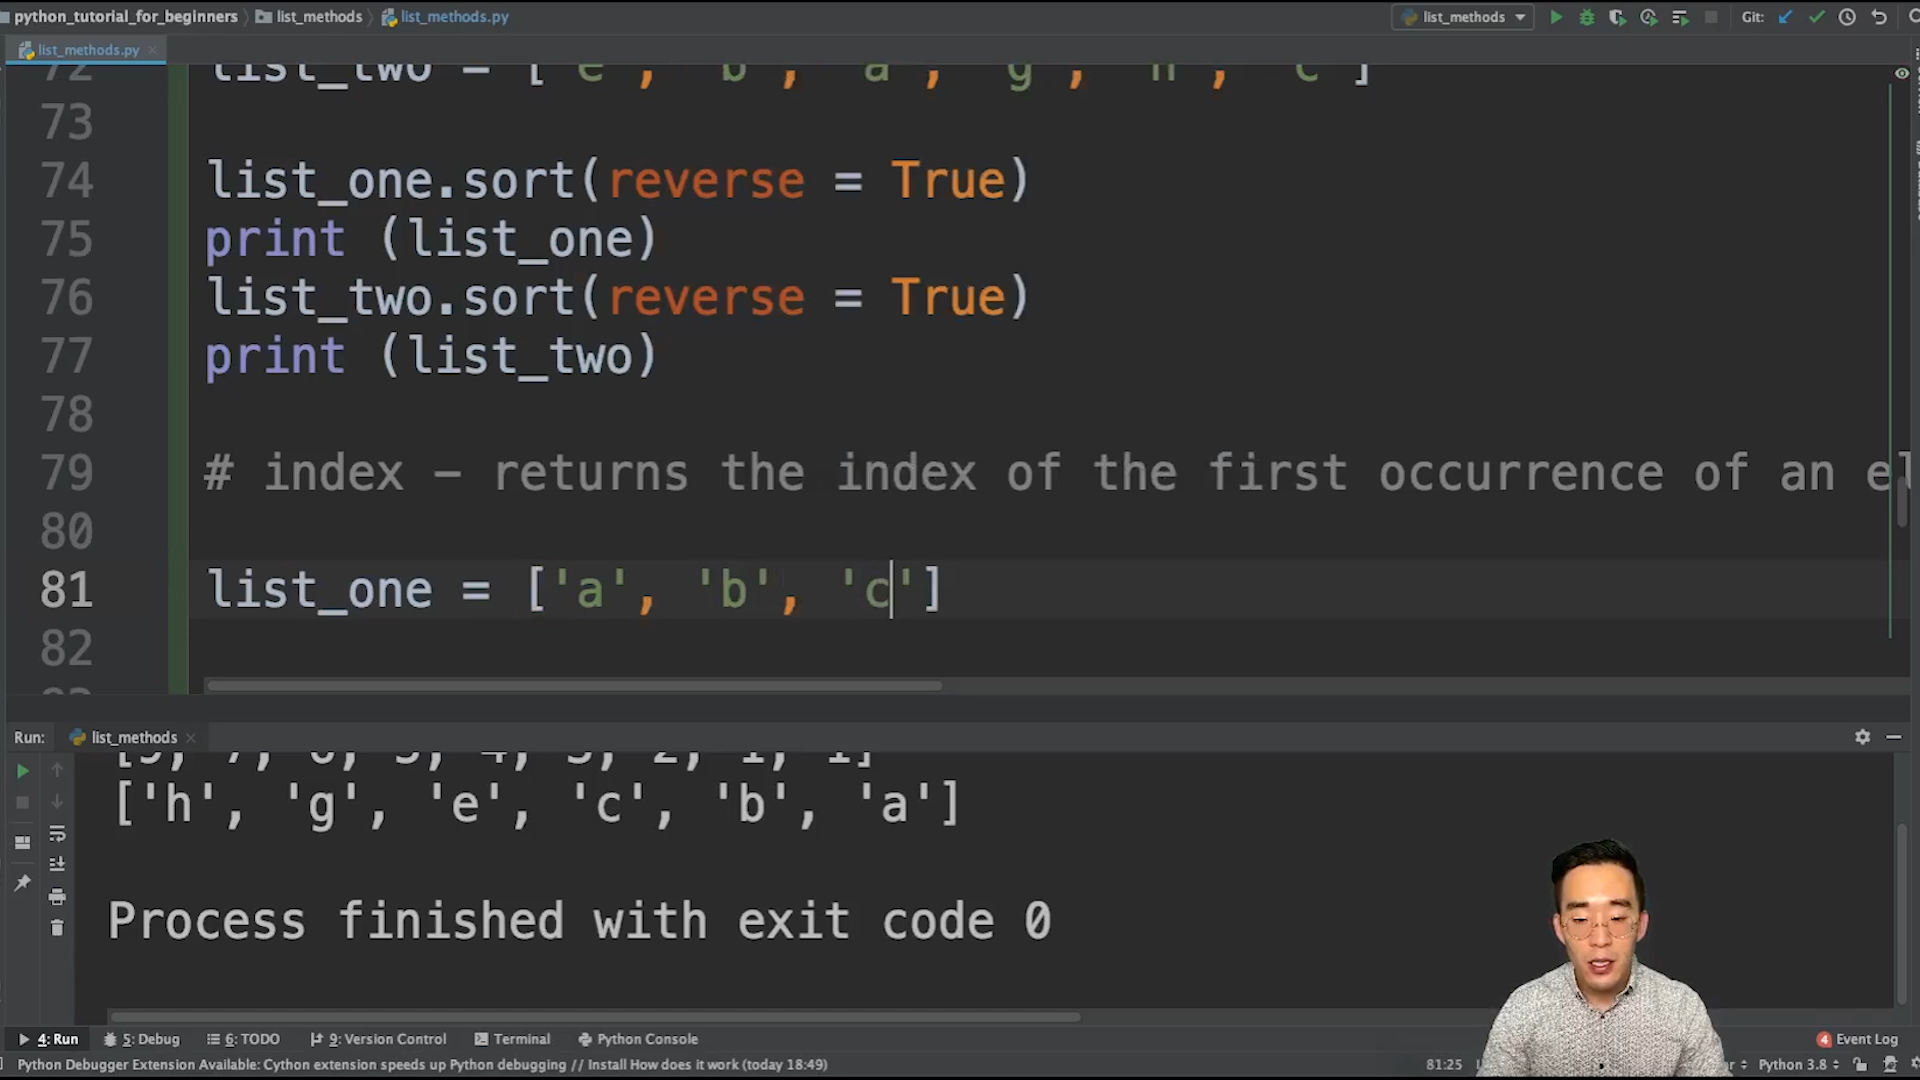 python_tutorial_for_beginners list_methods list_methods.py list_methods Git:
list_methods.py
72 list_two = ['e', 'b', 'a', 'g', 'h', 'c']
73
74 list_one.sort(reverse = True)
75 print (list_one)
76 list_two.sort(reverse = True)
77 print (list_two)
78
79 # index - returns the index of the first occurrence of an el
80
81 list_one = ['a', 'b', 'c']
82
Run: list_methods
['h', 'g', 'e', 'c', 'b', 'a']
Process finished with exit code 0
4: Run 5: Debug 6: TODO 9: Version Control Terminal Python Console 4 Event Log
Python Debugger Extension Available: Cython extension speeds up Python debugging // Install How does it work (today 18:49) 81:25 Python 3.8